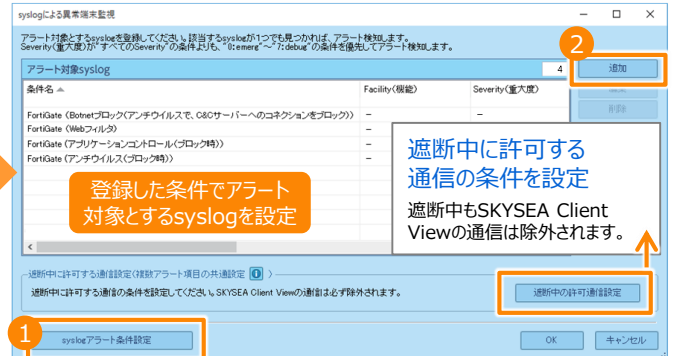 syslogによる異常端末監視
アラート対象とするsyslogを登録してください。該当するsyslogが1つでも見つかれば、アラート検知します。
Severity(重大度)が"すべてのSeverity"の条件よりも、"0:emerg"～"7:debug"の条件を優先してアラート検知します。
2
アラート対象syslog
4
追加
条件名
Facility(機能)
Severity(重大度)
削除
FortiGate (Botnetブロック(アンチウイルスで、C&Cサーバーへのコネクションをブロック))
－
－
FortiGate (Webフィルタ)
－
FortiGate (アプリケーションコントロール(ブロック時))
－
FortiGate (アンチウイルス(ブロック時))
－
遮断中に許可する
通信の条件を設定
遮断中もSKYSEA Client
Viewの通信は除外されます。
登録した条件でアラート
対象とするsyslogを設定
遮断中に許可する通信設定(複数アラート項目の共通設定 )
遮断中に許可する通信の条件を設定してください。SKYSEA Client Viewの通信は必ず除外されます。
遮断中の許可通信設定
1
syslogアラート条件設定
OK
キャンセル